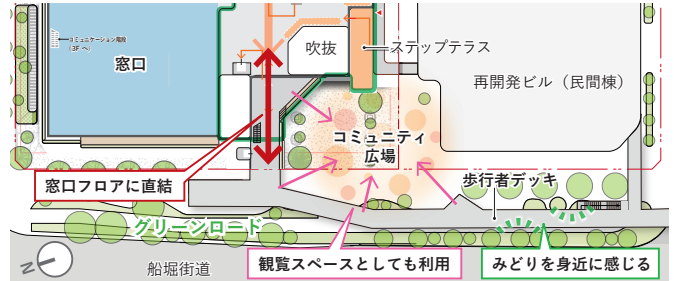 コミュニケーション階段
(3F へ)
窓口
吹抜
ステップテラス
再開発ビル（民間棟）
コミュニティ
広場
窓口フロアに直結
歩行者デッキ
グリーンロード
観覧スペースとしても利用
みどりを身近に感じる
船堀街道
N